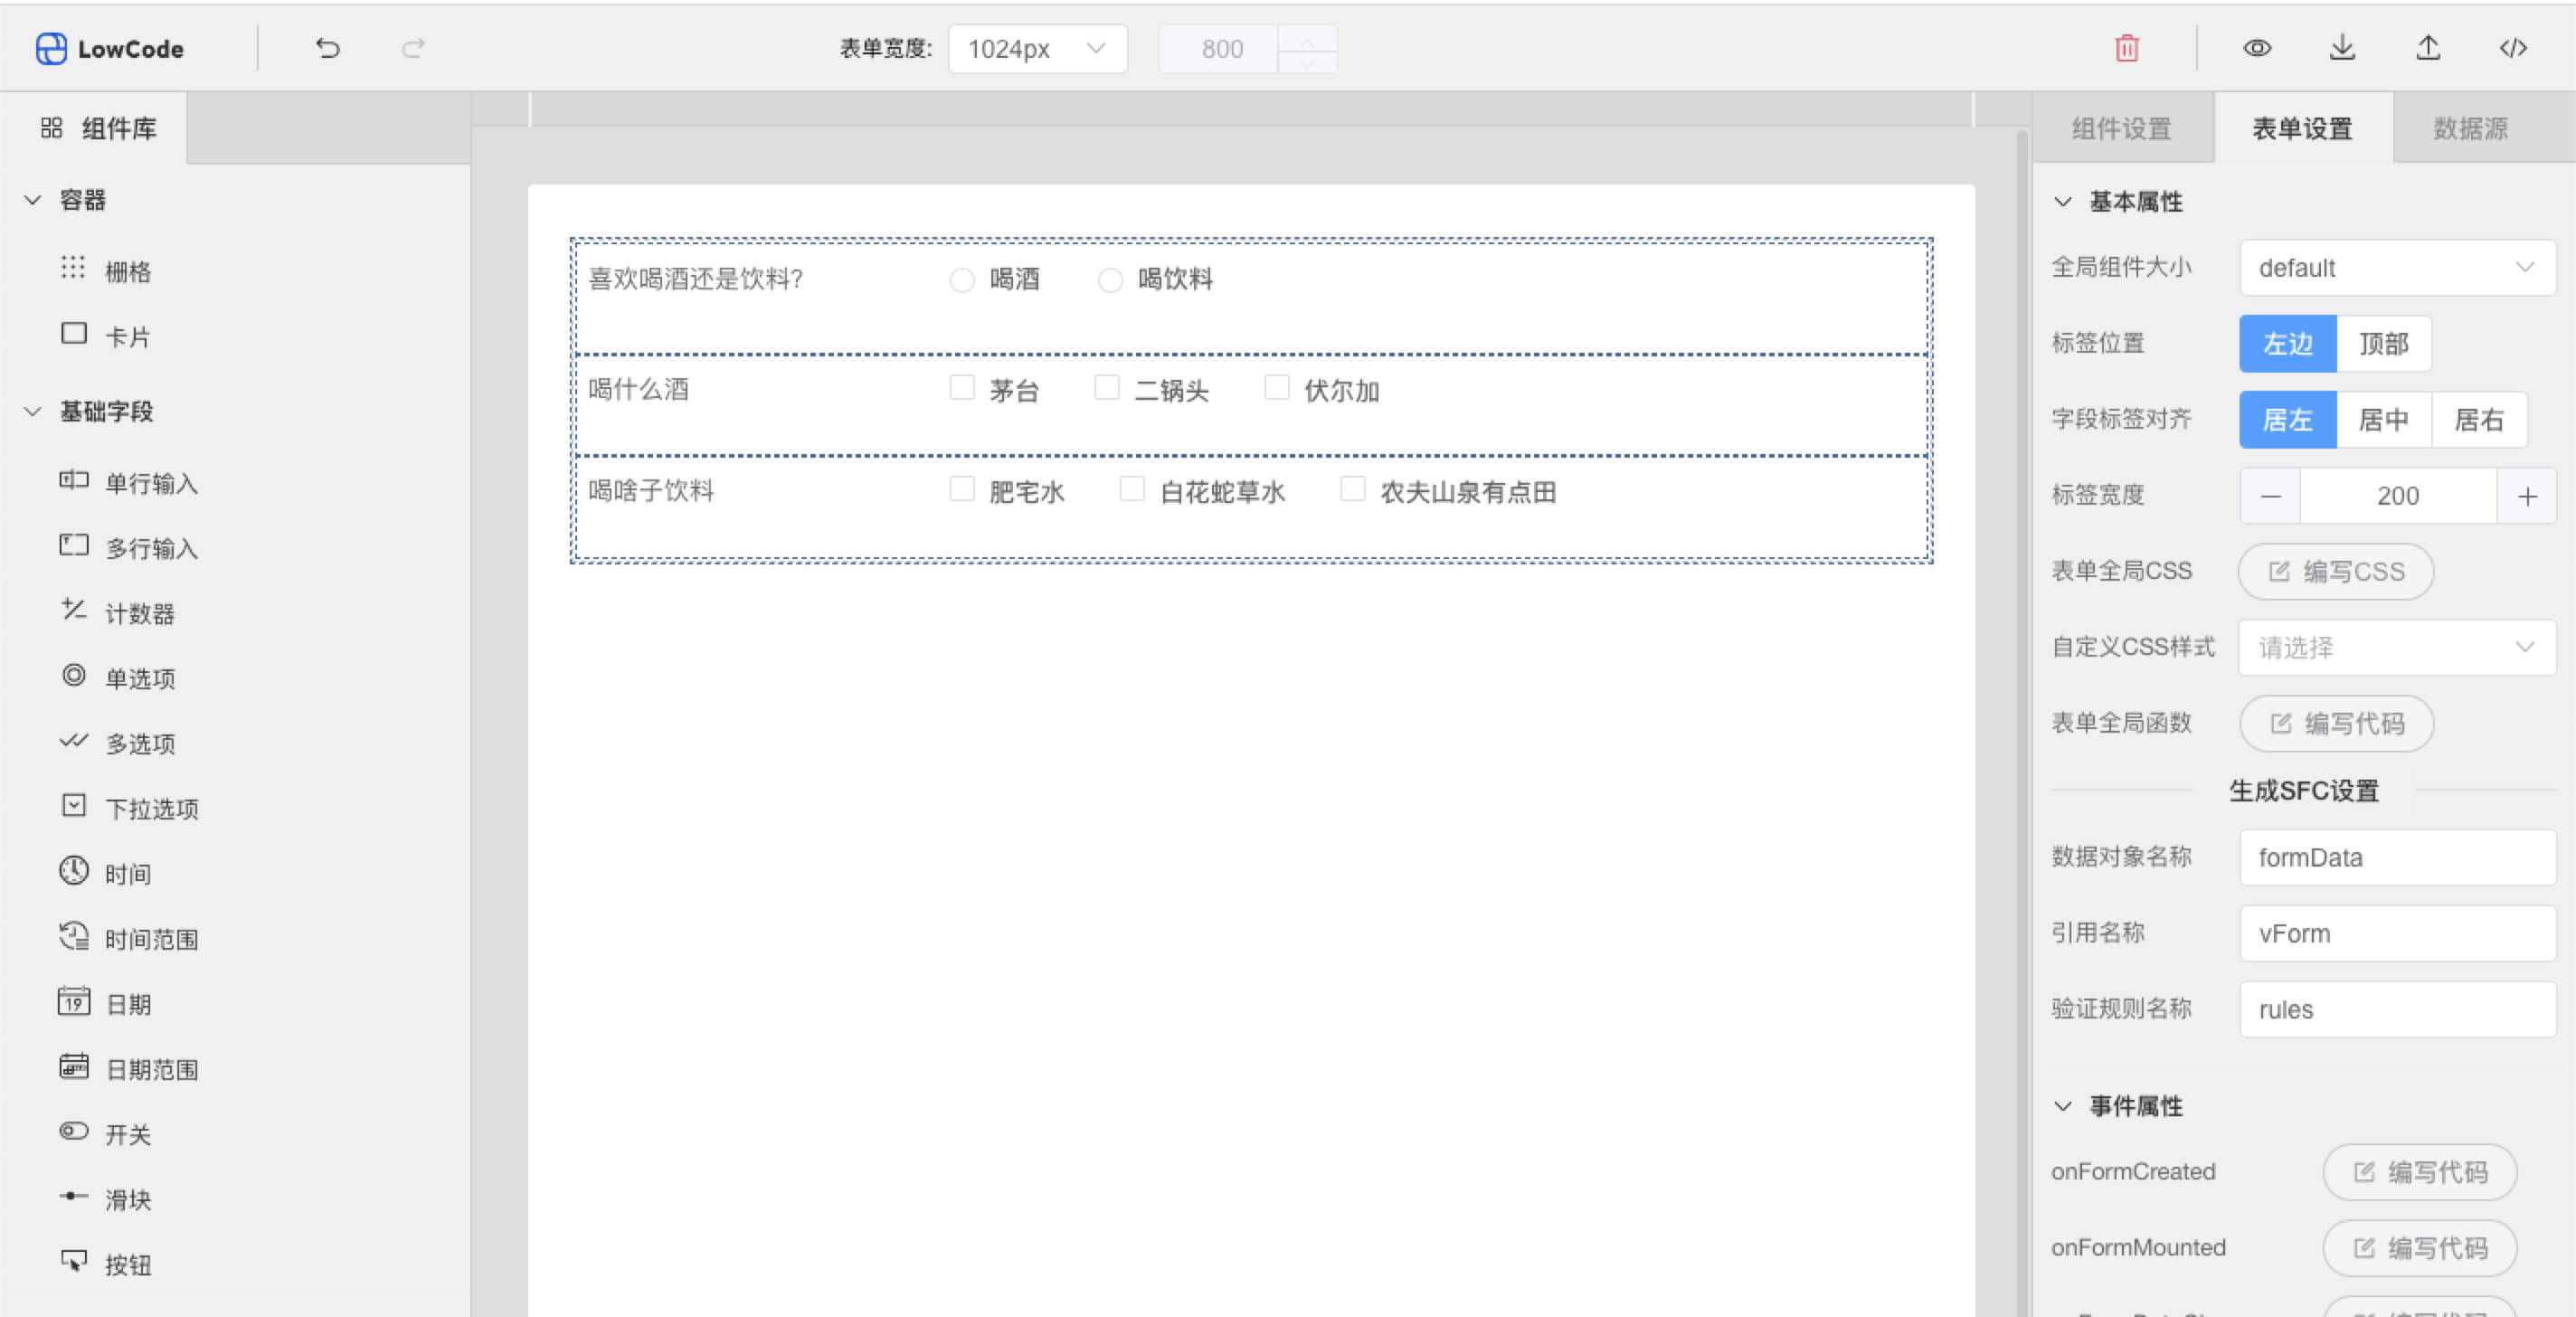 LowCode
表单宽度: 1024px 800
组件库
容器
栅格
卡片
基础字段
单行输入
多行输入
计数器
单选项
多选项
下拉选项
时间
时间范围
19 日期
日期范围
开关
滑块
按钮
喜欢喝酒还是饮料? 喝酒 喝饮料
喝什么酒 茅台 二锅头 伏尔加
喝啥子饮料 肥宅水 白花蛇草水 农夫山泉有点田
组件设置 表单设置 数据源
基本属性
全局组件大小 default
标签位置 左边 顶部
字段标签对齐 居左 居中 居右
标签宽度 200
表单全局CSS 编写CSS
自定义CSS样式 请选择
表单全局函数 编写代码
生成SFC设置
数据对象名称 formData
引用名称 vForm
验证规则名称 rules
事件属性
onFormCreated 编写代码
onFormMounted 编写代码